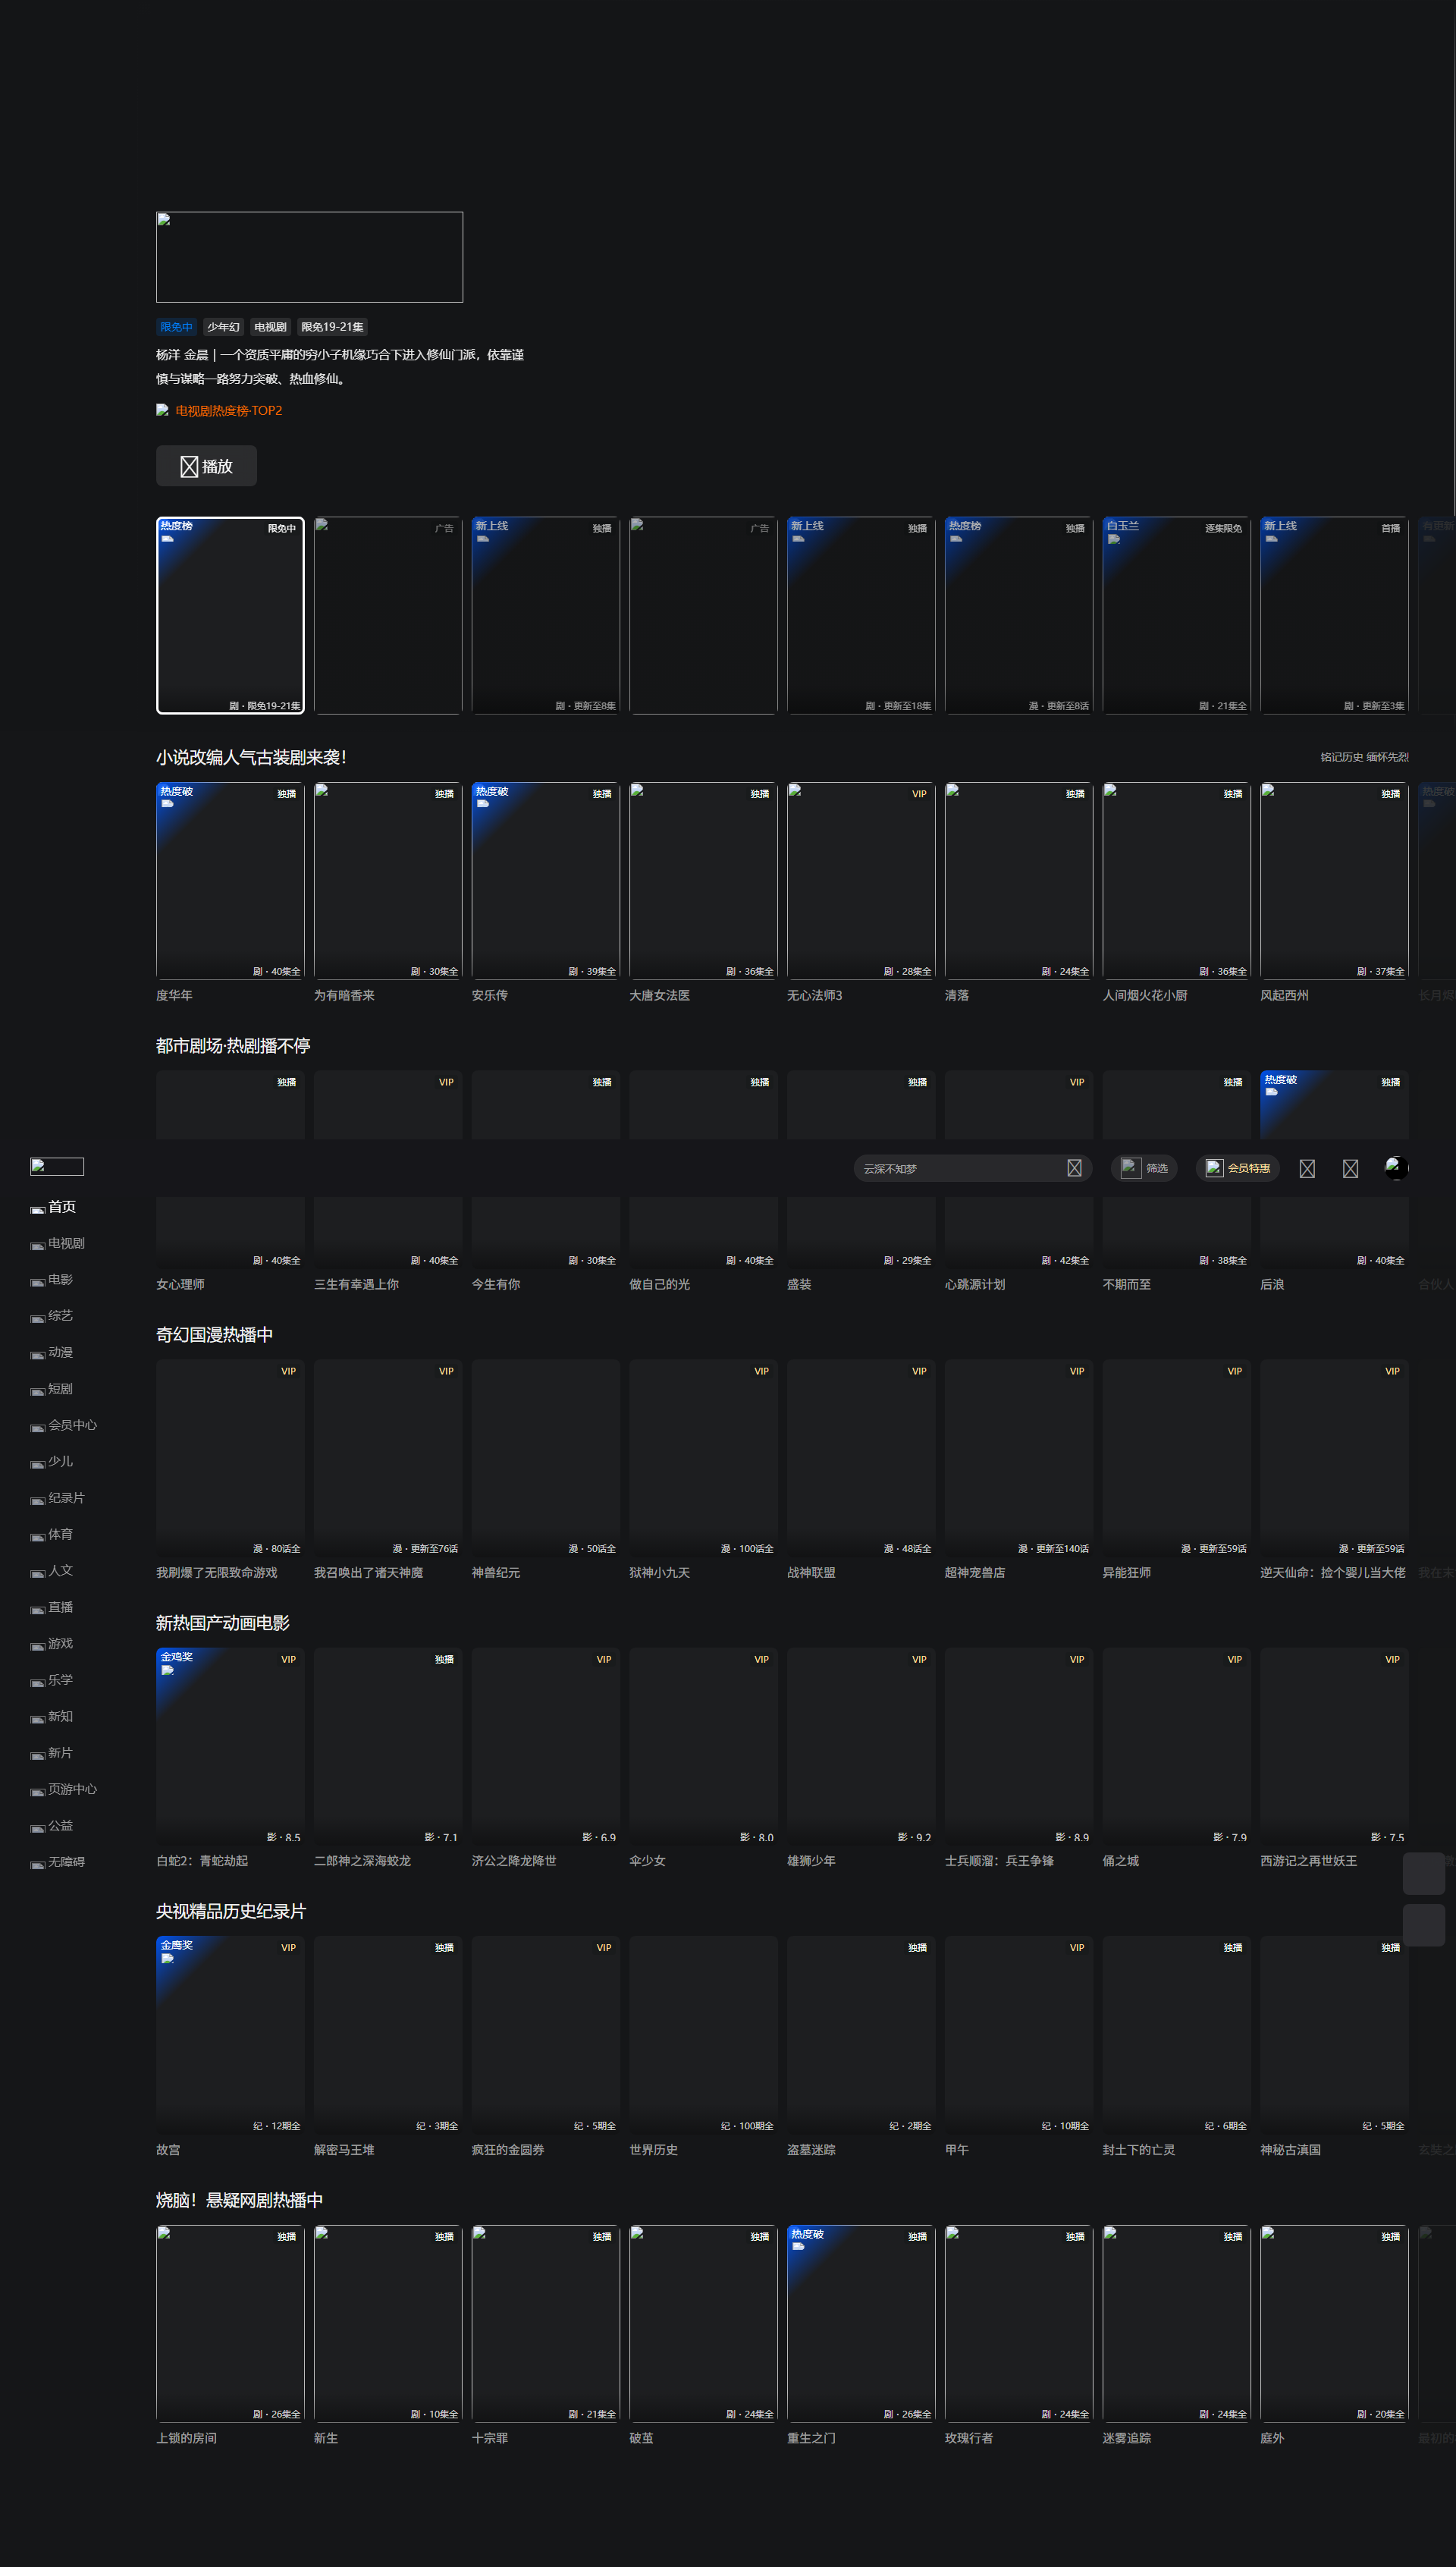 限免中 少年幻 电视剧 限免19-21集
杨洋 金晨 | 一个资质平庸的穷小子机缘巧合下进入修仙门派，依靠谨
慎与谋略一路努力突破、热血修仙。
电视剧热度榜·TOP2
播放
热度榜 限免中 广告 新上线 独播 广告 新上线 独播 热度榜 独播 白玉兰 逐集限免 新上线 首播
剧・限免19-21集 剧・更新至8集 剧・更新至18集 漫・更新至8话 剧・21集全 剧・更新至3集
小说改编人气古装剧来袭！ 铭记历史 缅怀先烈
热度破 独播 独播 热度破 独播 独播 VIP 独播 独播 独播 热度破
剧・40集全 剧・30集全 剧・39集全 剧・36集全 剧・28集全 剧・24集全 剧・36集全 剧・37集全
度华年 为有暗香来 安乐传 大唐女法医 无心法师3 清落 人间烟火花小厨 风起西州
都市剧场·热剧播不停
独播 VIP 独播 独播 独播 VIP 独播 热度破 独播
云深不知梦 筛选 会员特惠
剧・40集全 剧・40集全 剧・30集全 剧・40集全 剧・29集全 剧・42集全 剧・38集全 剧・40集全
女心理师 三生有幸遇上你 今生有你 做自己的光 盛装 心跳源计划 不期而至 后浪 合伙人
奇幻国漫热播中
VIP VIP VIP VIP VIP VIP VIP
漫・80话全 漫・更新至76话 漫・50话全 漫・100话全 漫・48话全 漫・更新至140话 漫・更新至59话 漫・更新至59话
我刷爆了无限致命游戏 我召唤出了诸天神魔 神兽纪元 狱神小九天 战神联盟 超神宠兽店 异能狂师 逆天仙命：捡个婴儿当大佬 我在末
新热国产动画电影
金鸡奖 VIP 独播 VIP VIP VIP VIP VIP VIP
影・8.5 影・7.1 影・6.9 影・8.0 影・9.2 影・8.9 影・7.9 影・7.5
白蛇2：青蛇劫起 二郎神之深海蛟龙 济公之降龙降世 伞少女 雄狮少年 士兵顺溜：兵王争锋 俑之城 西游记之再世妖王
央视精品历史纪录片
金鹰奖 VIP 独播 VIP 独播 VIP 独播 独播
纪・12期全 纪・3期全 纪・5期全 纪・100期全 纪・2期全 纪・10期全 纪・6期全 纪・5期全
故宫 解密马王堆 疯狂的金圆券 世界历史 盗墓迷踪 甲午 封土下的亡灵 神秘古滇国 玄奘之
烧脑！悬疑网剧热播中
独播 独播 独播 独播 热度破 独播 独播 独播 独播
剧・26集全 剧・10集全 剧・21集全 剧・24集全 剧・26集全 剧・24集全 剧・24集全 剧・20集全
上锁的房间 新生 十宗罪 破茧 重生之门 玫瑰行者 迷雾追踪 庭外 最初的
首页
电视剧
电影
综艺
动漫
短剧
会员中心
少儿
纪录片
体育
人文
直播
游戏
乐学
新知
新片
页游中心
公益
无障碍